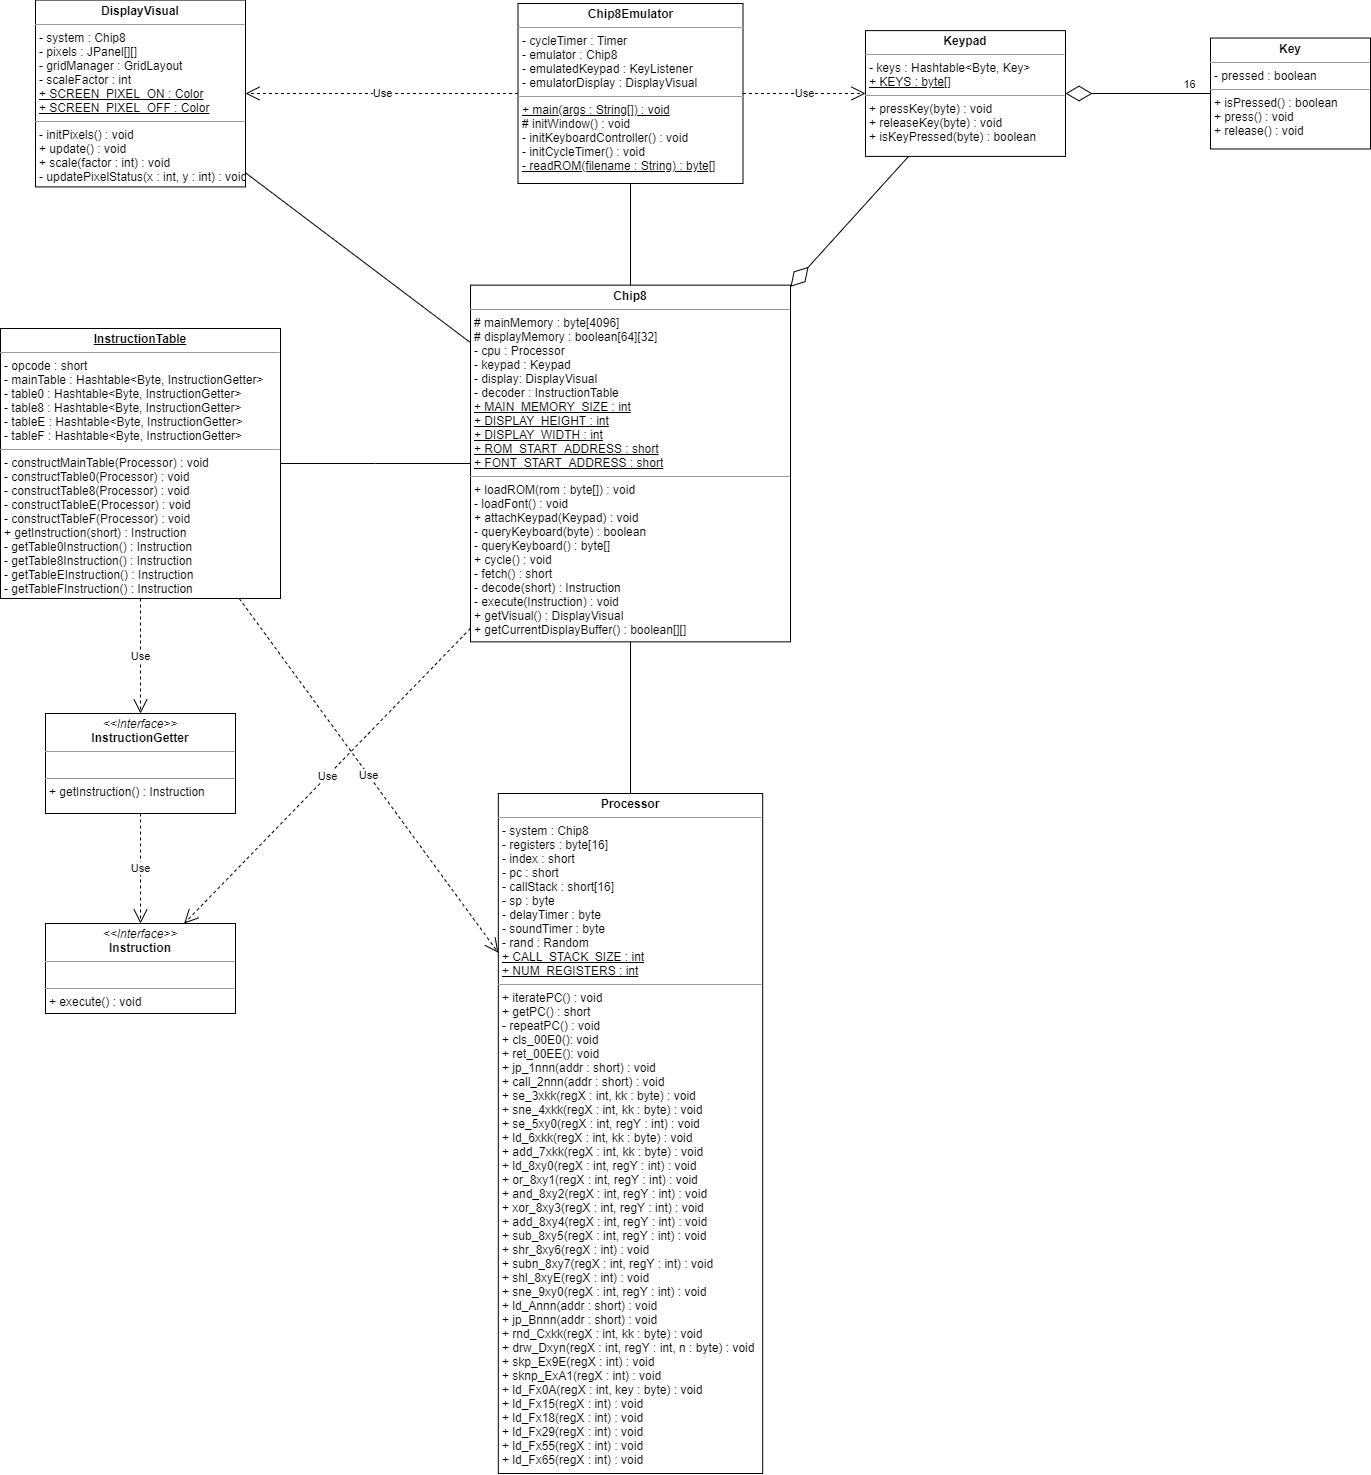 DisplayVisual
- system : Chip8
- pixels : JPanel[][]
- gridManager : GridLayout
- scaleFactor : int
+ SCREEN_PIXEL_ON : Color
+ SCREEN_PIXEL_OFF : Color
- initPixels() : void
+ update() : void
+ scale(factor : int) : void
- updatePixelStatus(x : int, y : int) : void
Use
Chip8Emulator
- cycleTimer : Timer
- emulator : Chip8
- emulatedKeypad : KeyListener
- emulatorDisplay : DisplayVisual
+ main(args : String[]) : void
# initWindow() : void
- initKeyboardController() : void
- initCycleTimer() : void
- readROM(filename : String) : byte[]
Use
Keypad
- keys : Hashtable<Byte, Key>
+ KEYS : byte[]
+ pressKey(byte) : void
+ releaseKey(byte) : void
+ isKeyPressed(byte) : boolean
16
Key
- pressed : boolean
+ isPressed() : boolean
+ press() : void
+ release() : void
InstructionTable
- opcode : short
- mainTable : Hashtable<Byte, InstructionGetter>
- table0 : Hashtable<Byte, InstructionGetter>
- table8 : Hashtable<Byte, InstructionGetter>
- tableE : Hashtable<Byte, InstructionGetter>
- tableF : Hashtable<Byte, InstructionGetter>
- constructMainTable(Processor) : void
- constructTable0(Processor) : void
- constructTable8(Processor) : void
- constructTableE(Processor) : void
- constructTableF(Processor) : void
+ getInstruction(short) : Instruction
- getTable0Instruction() : Instruction
- getTable8Instruction() : Instruction
- getTableEInstruction() : Instruction
- getTableFInstruction() : Instruction
Chip8
# mainMemory : byte[4096]
# displayMemory : boolean[64][32]
- cpu : Processor
- keypad : Keypad
- display: DisplayVisual
- decoder : InstructionTable
+ MAIN_MEMORY_SIZE : int
+ DISPLAY_HEIGHT : int
+ DISPLAY_WIDTH : int
+ ROM_START_ADDRESS : short
+ FONT_START_ADDRESS : short
+ loadROM(rom : byte[]) : void
- loadFont() : void
+ attachKeypad(Keypad) : void
- queryKeyboard(byte) : boolean
- queryKeyboard() : byte[]
+ cycle() : void
- fetch() : short
- decode(short) : Instruction
- execute(Instruction) : void
+ getVisual() : DisplayVisual
+ getCurrentDisplayBuffer() : boolean[][]
Use
<<Interface>>
InstructionGetter
+ getInstruction() : Instruction
Use
Use
Use
<<Interface>>
Instruction
+ execute() : void
Processor
- system : Chip8
- registers : byte[16]
- index : short
- pc : short
- callStack : short[16]
- sp : byte
- delayTimer : byte
- soundTimer : byte
- rand : Random
+ CALL_STACK_SIZE : int
+ NUM_REGISTERS : int
+ iteratePC() : void
+ getPC() : short
- repeatPC() : void
+ cls_00E0(): void
+ ret_00EE(): void
+ jp_1nnn(addr : short) : void
+ call_2nnn(addr : short) : void
+ se_3xkk(regX : int, kk : byte) : void
+ sne_4xkk(regX : int, kk : byte) : void
+ se_5xy0(regX : int, regY : int) : void
+ ld_6xkk(regX : int, kk : byte) : void
+ add_7xkk(regX : int, kk : byte) : void
+ ld_8xy0(regX : int, regY : int) : void
+ or_8xy1(regX : int, regY : int) : void
+ and_8xy2(regX : int, regY : int) : void
+ xor_8xy3(regX : int, regY : int) : void
+ add_8xy4(regX : int, regY : int) : void
+ sub_8xy5(regX : int, regY : int) : void
+ shr_8xy6(regX : int) : void
+ subn_8xy7(regX : int, regY : int) : void
+ shl_8xyE(regX : int) : void
+ sne_9xy0(regX : int, regY : int) : void
+ ld_Annn(addr : short) : void
+ jp_Bnnn(addr : short) : void
+ rnd_Cxkk(regX : int, kk : byte) : void
+ drw_Dxyn(regX : int, regY : int, n : byte) : void
+ skp_Ex9E(regX : int) : void
+ sknp_ExA1(regX : int) : void
+ ld_Fx0A(regX : int, key : byte) : void
+ ld_Fx15(regX : int) : void
+ ld_Fx18(regX : int) : void
+ ld_Fx29(regX : int) : void
+ ld_Fx55(regX : int) : void
+ ld_Fx65(regX : int) : void